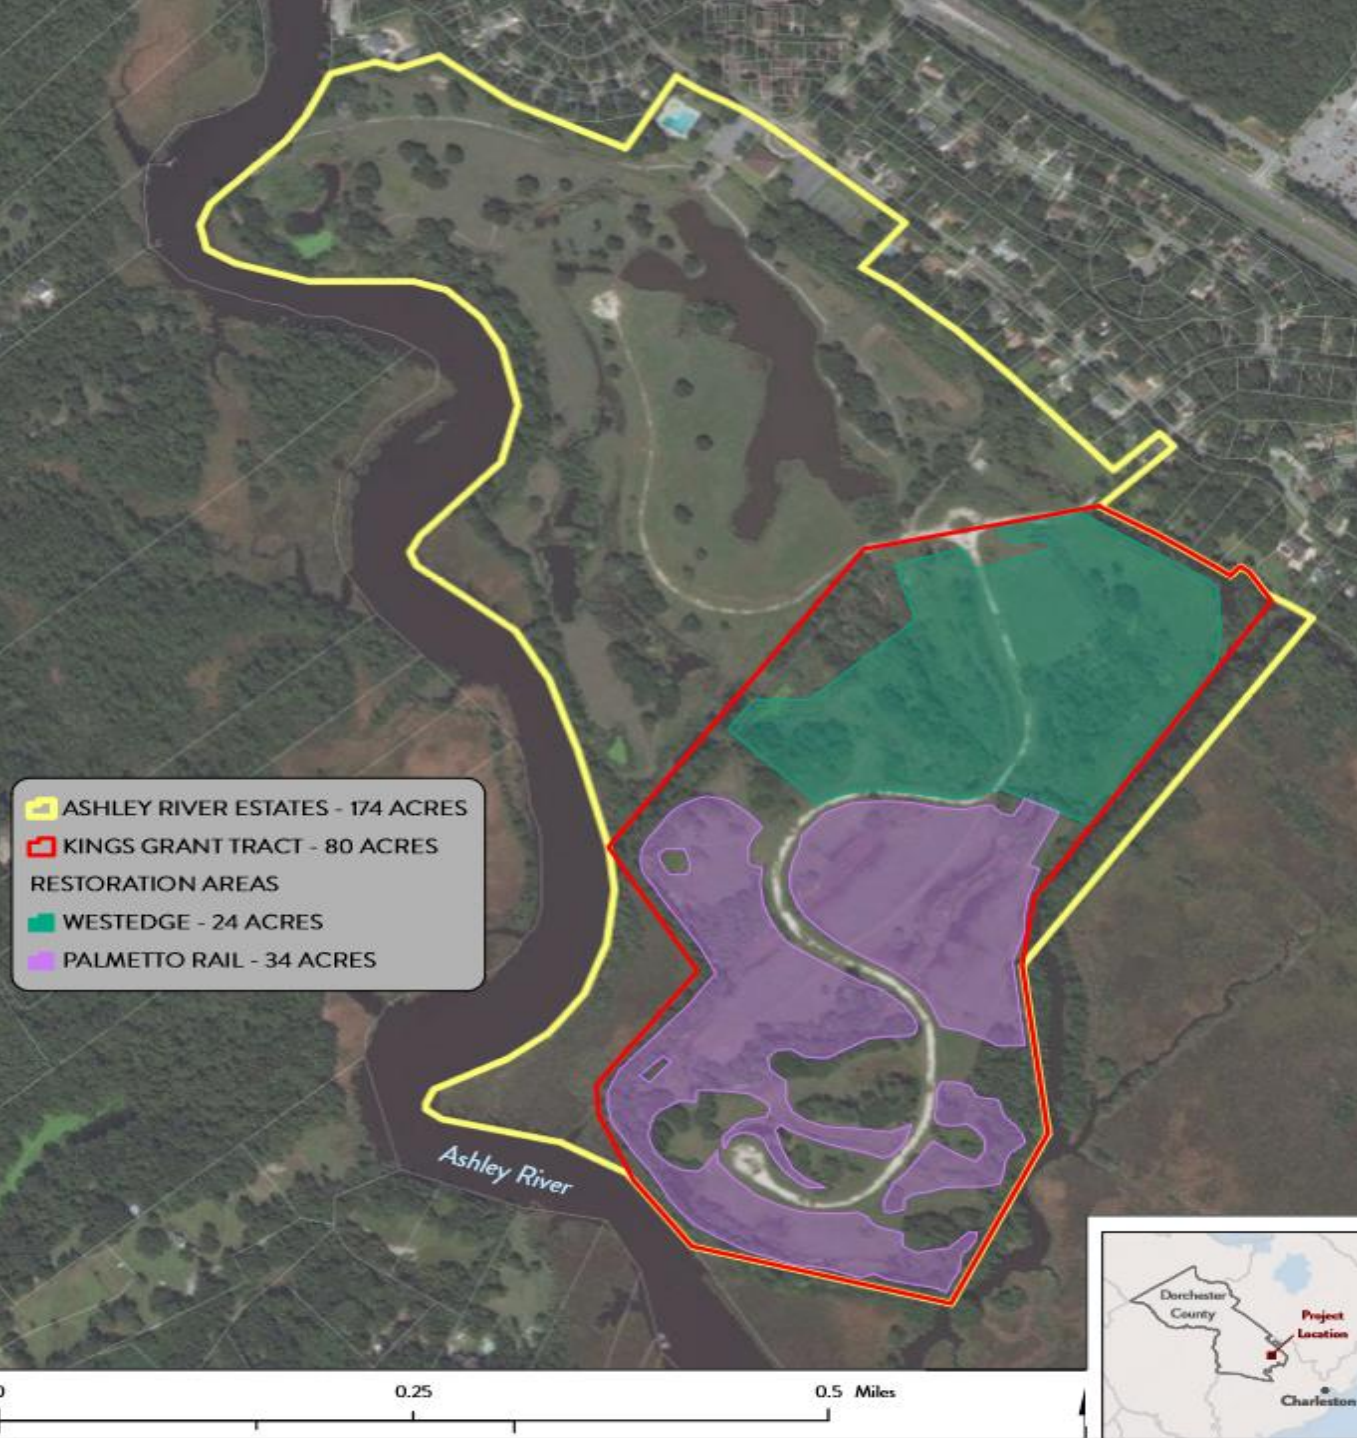 ASHLEY RIVER ESTATES - 174 ACRES
KINGS GRANT TRACT - 80 ACRES
RESTORATION AREAS
WESTEDGE - 24 ACRES
PALMETTO RAIL - 34 ACRES
Ashley River
Dorchester
County
Project
Location
Charleston
0
0.25
0.5 Miles